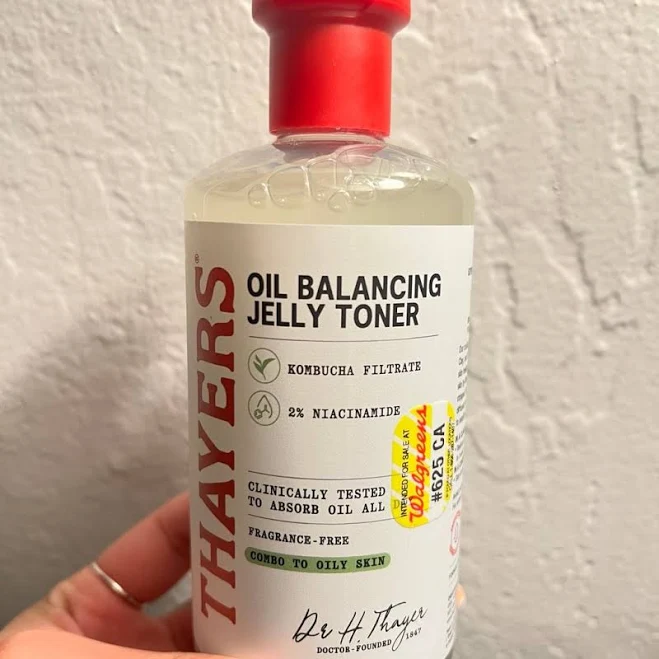 THAYERS®
OIL BALANCING
JELLY TONER
KOMBUCHA FILTRATE
2% NIACINAMIDE
CLINICALLY TESTED
TO ABSORB OIL ALL
FRAGRANCE-FREE
COMBO TO OILY SKIN
Dr H. Thayer
DOCTOR-FOUNDED 1847
INTENDED FOR SALE AT
Walgreens
#625 CA